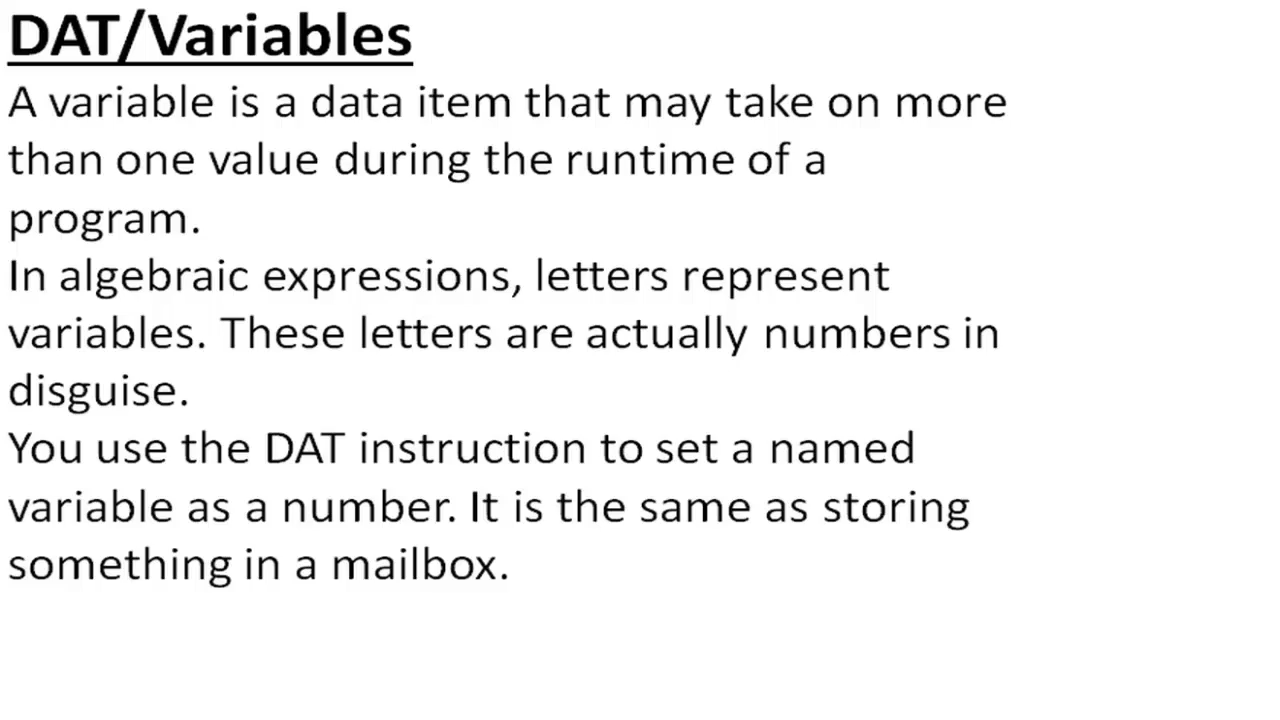 DAT/Variables
A variable is a data item that may take on more
than one value during the runtime of a
program.
In algebraic expressions, letters represent
variables. These letters are actually numbers in
disguise.
You use the DAT instruction to set a named
variable as a number. It is the same as storing
something in a mailbox.